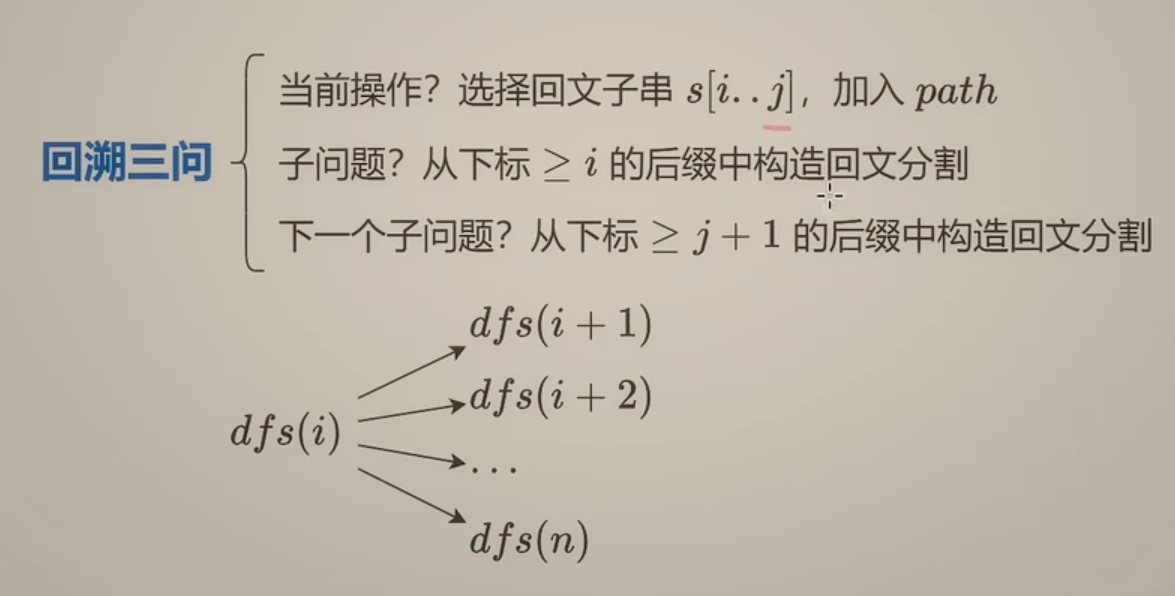 回溯三问
当前操作？选择回文子串 s[i..j]，加入 path
子问题？从下标 ≥ i 的后缀中构造回文分割
下一个子问题？从下标 ≥ j + 1 的后缀中构造回文分割
dfs(i + 1)
dfs(i + 2)
dfs(i)
...
dfs(n)